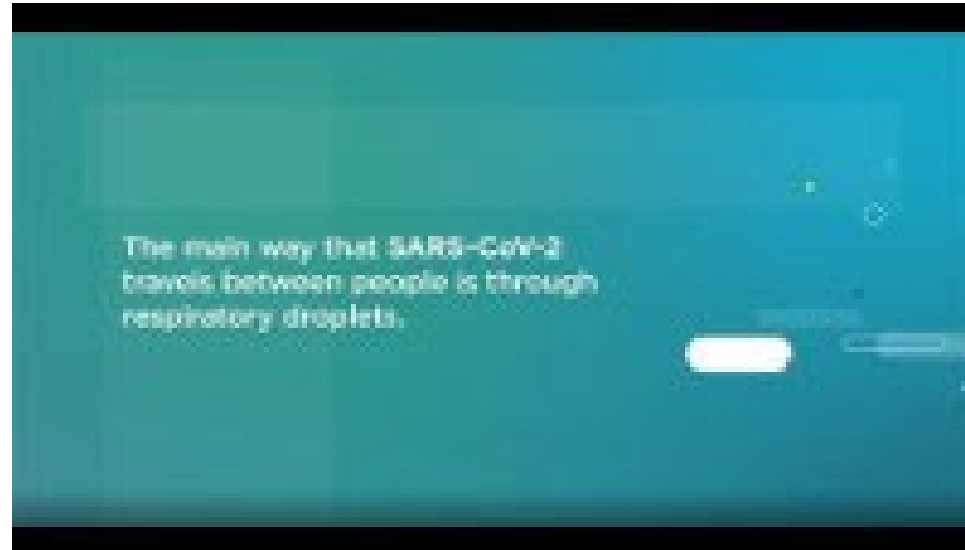 The main way that SARS-CoV-2
travels between people is through
respiratory droplets.